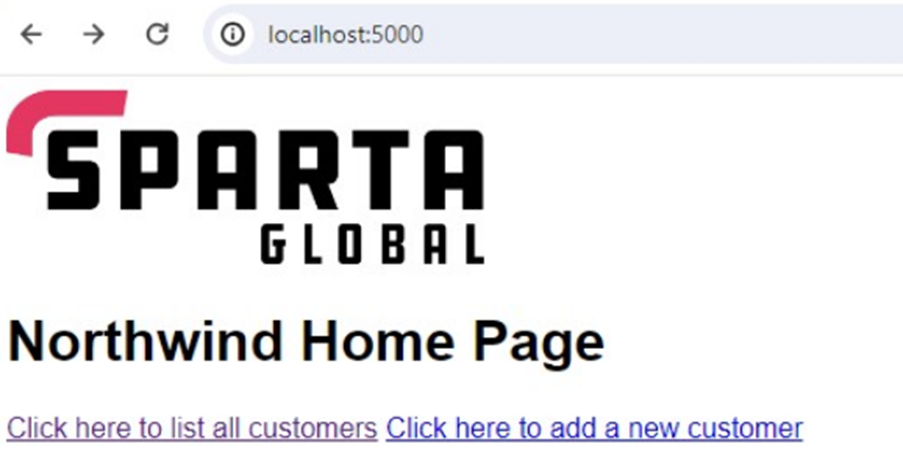 localhost:5000
SPARTA
GLOBAL
Northwind Home Page
Click here to list all customers Click here to add a new customer